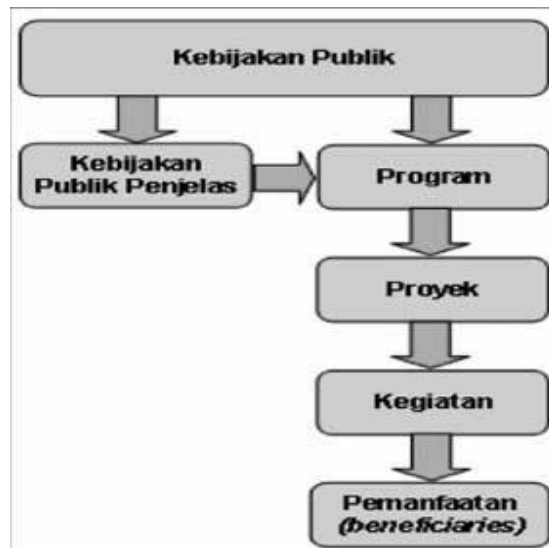 Kebijakan Publik
Kebijakan
Publik Penjelas
Program
Proyek
Kegiatan
Pemanfaatan
(beneficiaries)